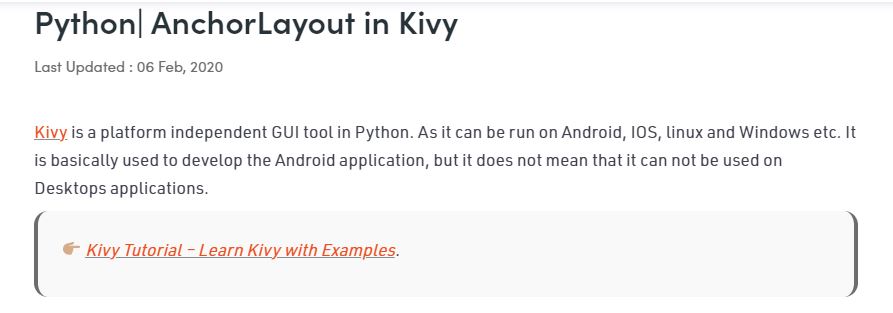 Python| AnchorLayout in Kivy
Last Updated : 06 Feb, 2020
Kivy is a platform independent GUI tool in Python. As it can be run on Android, IOS, linux and Windows etc. It
is basically used to develop the Android application, but it does not mean that it can not be used on
Desktops applications.
Kivy Tutorial – Learn Kivy with Examples.